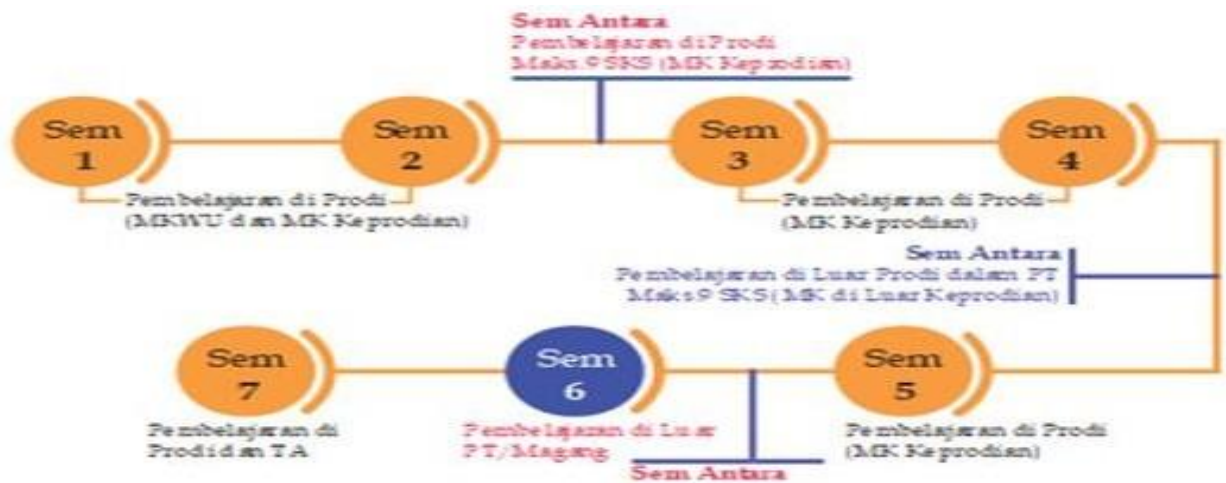 Sem Antara
Pembelajaran di Prodi
Maks.9 SKS (MK Keprodian)
Sem
1
Sem
2
Sem
3
Sem
4
Pembelajaran di Prodi
(MKWU dan MK Keprodian)
Pembelajaran di Prodi
(MK Keprodian)
Sem Antara
Pembelajaran di Luar Prodi dalam PT
Maks9 SKS (MK di Luar Keprodian)
Sem
7
Sem
6
Sem
5
Pembelajaran di
Prodi dan TA
Pembelajaran di Luar
PT/Magang
Pembelajaran di Prodi
(MK Keprodian)
Sem Antara